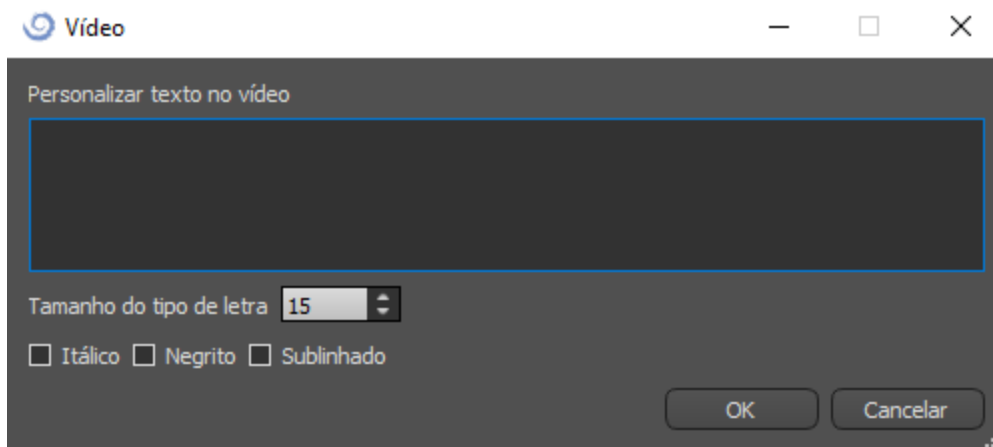 Vídeo
Personalizar texto no vídeo
Tamanho do tipo de letra 15
Itálico Negrito Sublinhado
OK Cancelar